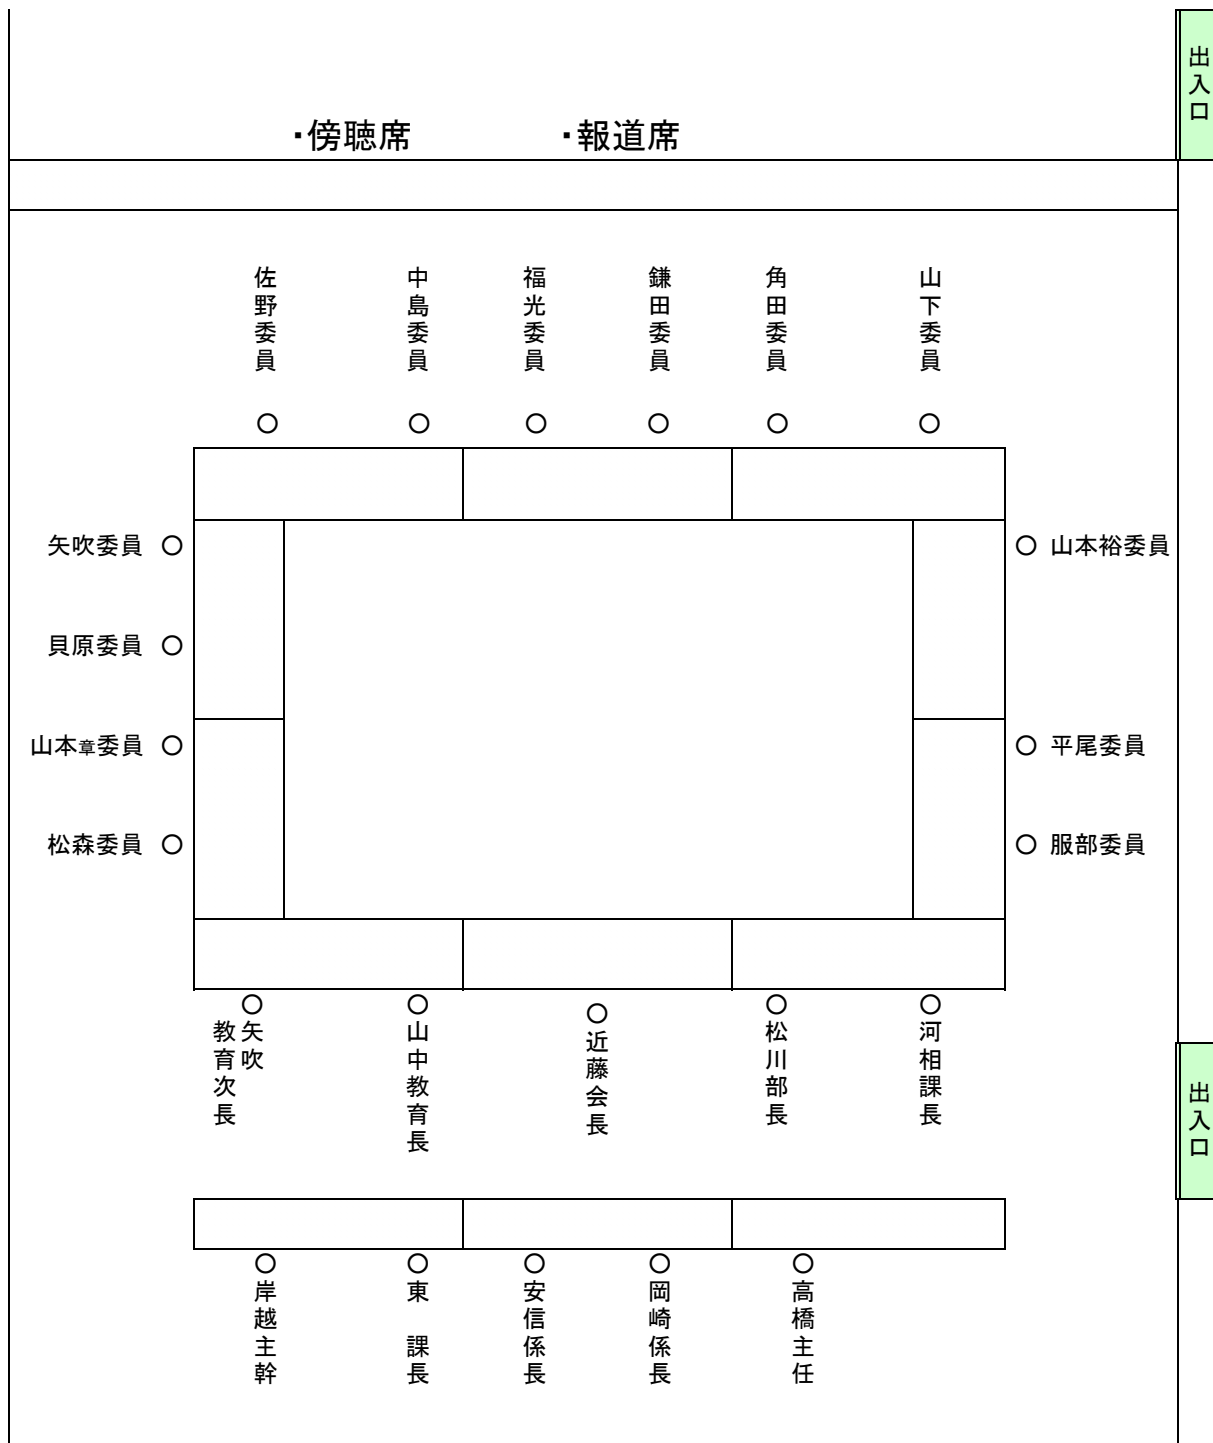 出入口
・傍聴席
・報道席
佐野委員
中島委員
福光委員
鎌田委員
角田委員
山下委員
矢吹委員
山本裕委員
貝原委員
山本章委員
平尾委員
松森委員
服部委員
矢吹
教育次長
山中教育長
近藤会長
松川部長
河相課長
出入口
岸越主幹
東　課長
安信係長
岡崎係長
高橋主任